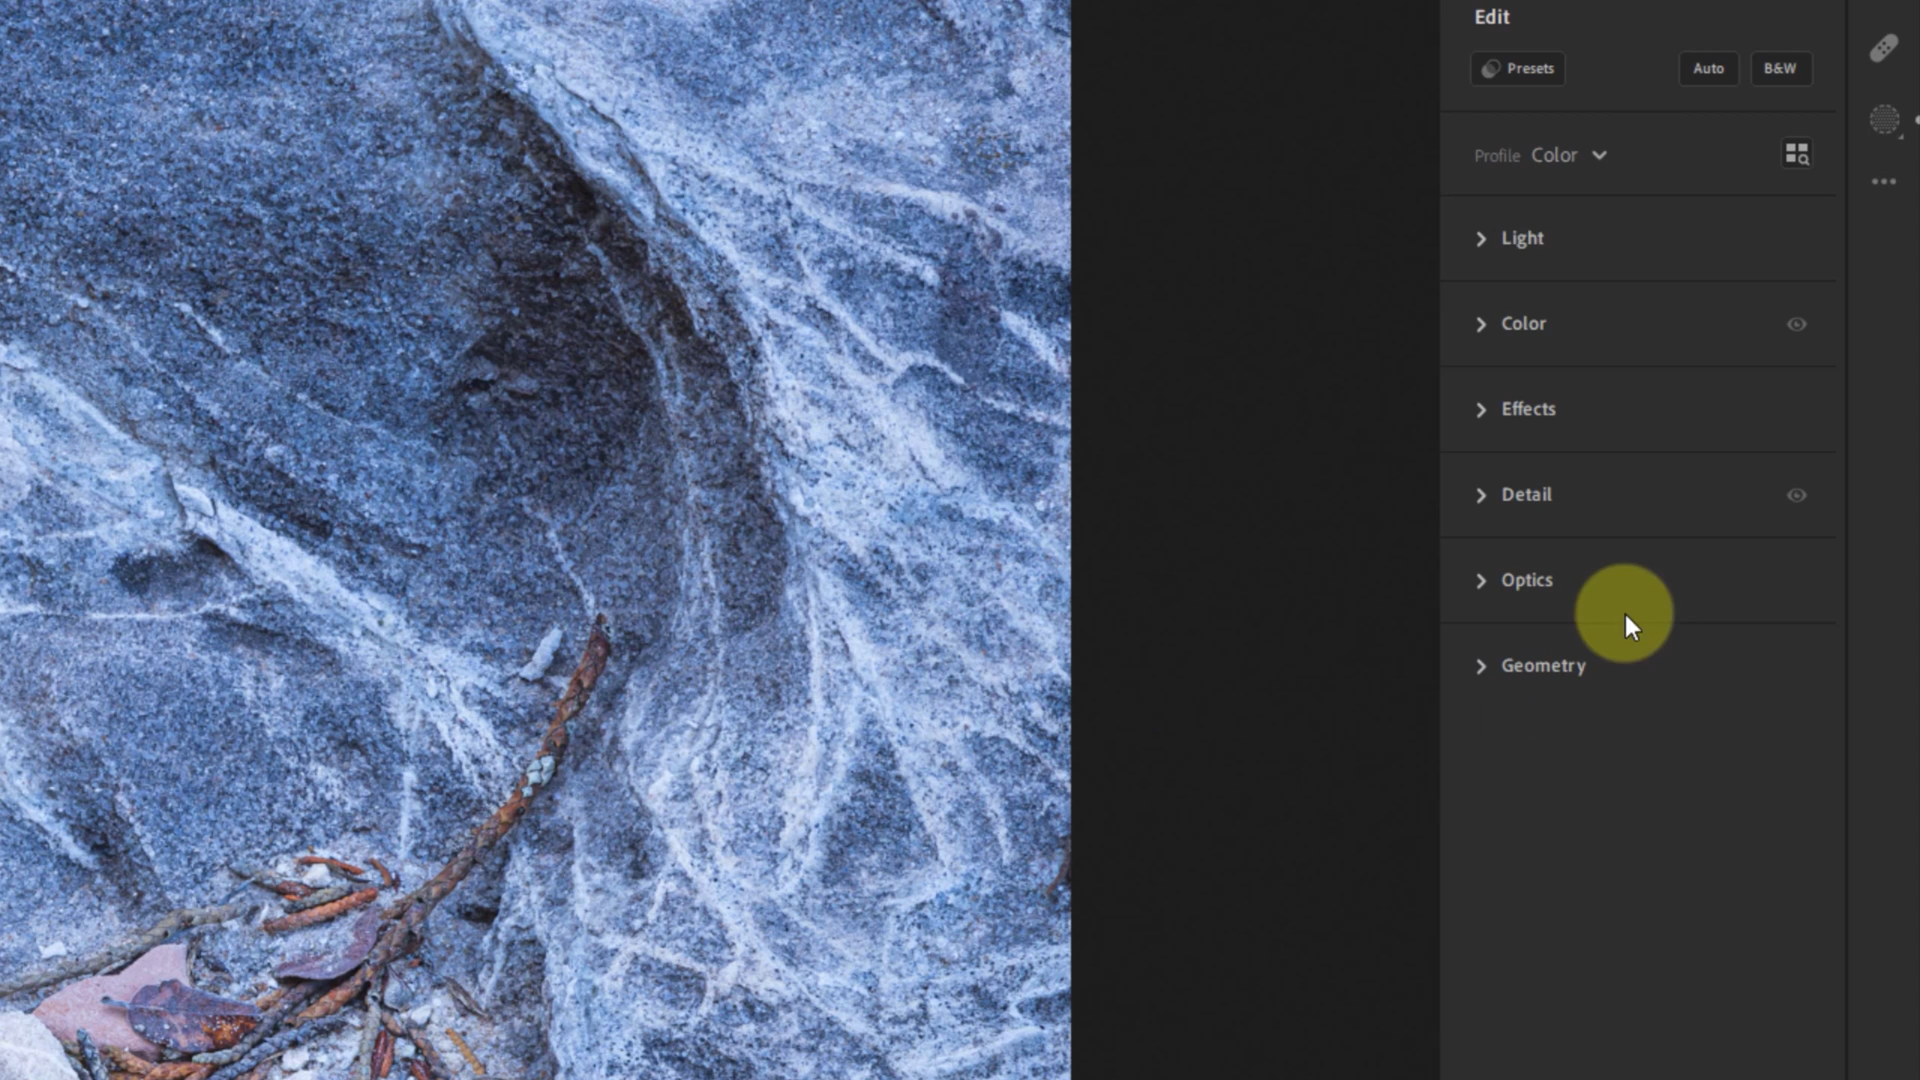 Edit
Presets Auto B&W
Profile Color
Light
Color
Effects
Detail
Optics
Geometry